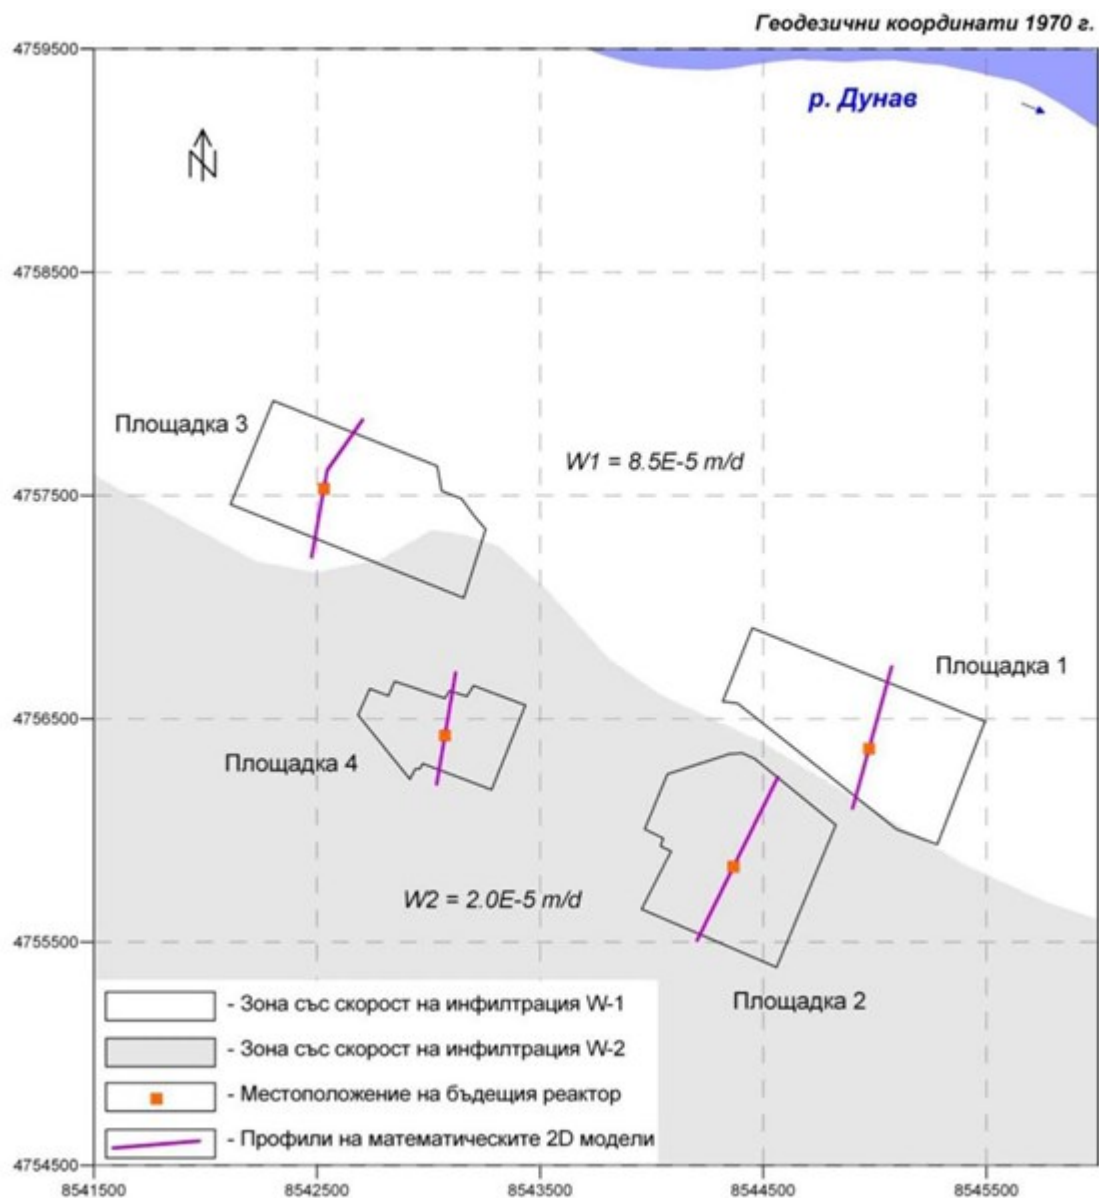 Геодезични координати 1970 г.
4759500
р. Дунав
N
4758500
Площадка 3
W1 = 8.5E-5 m/d
4757500
Площадка 1
4756500
Площадка 4
W2 = 2.0E-5 m/d
4755500
Площадка 2
- Зона със скорост на инфилтрация W-1
- Зона със скорост на инфилтрация W-2
- Местоположение на бъдещия реактор
- Профили на математическите 2D модели
4754500
8541500 8542500 8543500 8544500 8545500